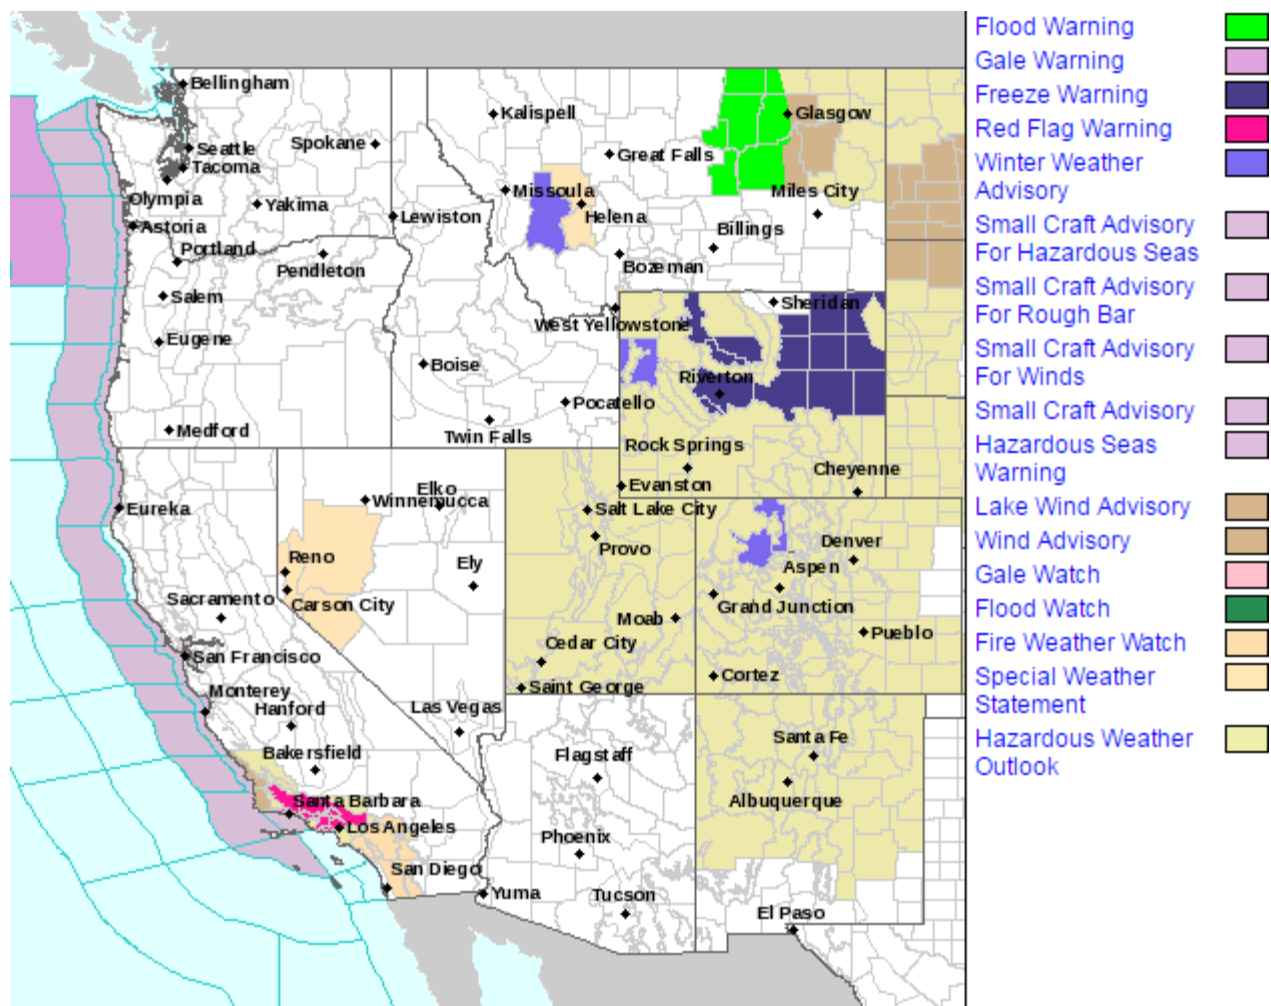 Bellingham
Seattle
Tacoma
Spokane
Olympia
Yakima
Astoria
Portland
Pendleton
Lewiston
Salem
Eugene
Medford
Kalispell
Great Falls
Glasgow
Missoula
Helena
Miles City
Billings
Bozeman
West Yellowstone
Sheridan
Boise
Riverton
Pocatello
Twin Falls
Rock Springs
Cheyenne
Evanston
Eureka
Elko
Winnemucca
Salt Lake City
Provo
Reno
Ely
Denver
Aspen
Carson City
Sacramento
Grand Junction
Moab
Pueblo
Cedar City
San Francisco
Saint George
Cortez
Monterey
Hanford
Las Vegas
Bakersfield
Flagstaff
Santa Fe
Albuquerque
Santa Barbara
Los Angeles
Phoenix
San Diego
Yuma
Tucson
El Paso
Flood Warning
Gale Warning
Freeze Warning
Red Flag Warning
Winter Weather
Advisory
Small Craft Advisory
For Hazardous Seas
Small Craft Advisory
For Rough Bar
Small Craft Advisory
For Winds
Small Craft Advisory
Hazardous Seas
Warning
Lake Wind Advisory
Wind Advisory
Gale Watch
Flood Watch
Fire Weather Watch
Special Weather
Statement
Hazardous Weather
Outlook